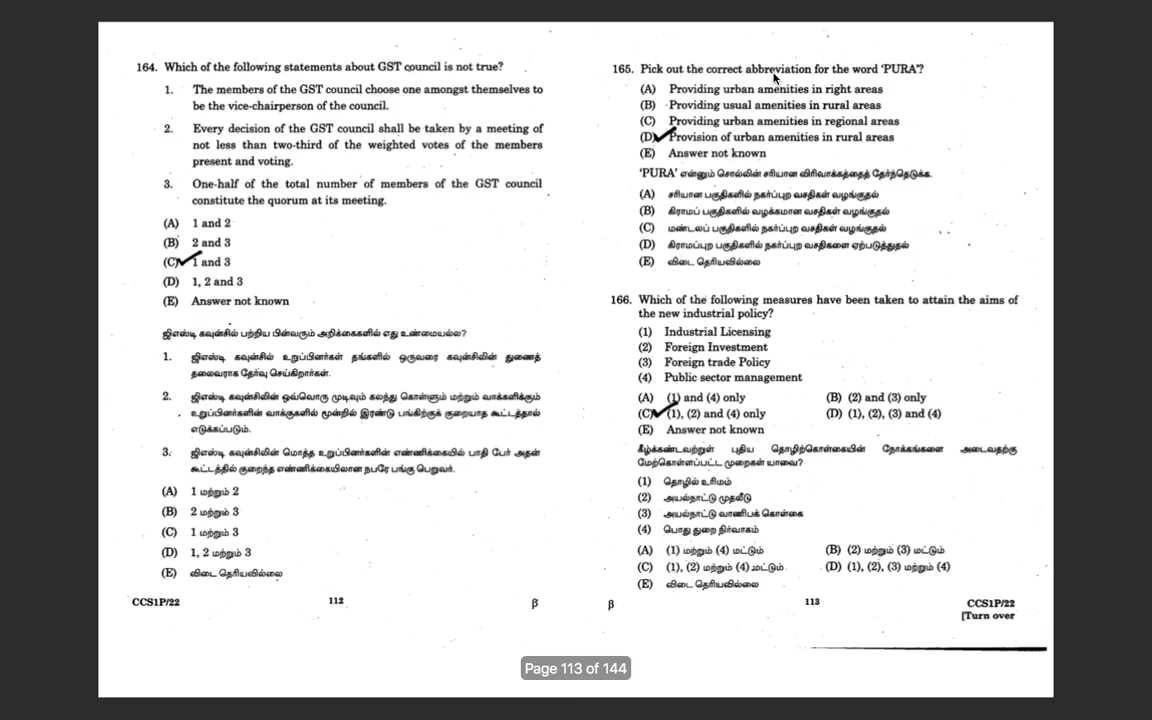 164. Which of the following statements about GST council is not true?
1. The members of the GST council choose one amongst themselves to
be the vice-chairperson of the council.
2. Every decision of the GST council shall be taken by a meeting of
not less than two-third of the weighted votes of the members
present and voting.
3. One-half of the total number of members of the GST council
constitute the quorum at its meeting.
(A) 1 and 2
(B) 2 and 3
(C) 1 and 3
(D) 1, 2 and 3
(E) Answer not known
ஜிஎஸ்டி கவுன்சில் பற்றிய பின்வரும் அறிக்கைகளில் எது உண்மையல்ல?
1. ஜிஎஸ்டி கவுன்சில் உறுப்பினர்கள் தங்களில் ஒருவரை கவுன்சிலின் துணைத்
தலைவராக தேர்வு செய்கிறார்கள்.
2. ஜிஎஸ்டி கவுன்சிலின் ஒவ்வொரு முடிவும் கலந்து கொள்ளும் மற்றும் வாக்களிக்கும்
உறுப்பினர்களின் வாக்குகளில் மூன்றில் இரண்டு பங்கிற்குக் குறையாத கூட்டத்தால்
எடுக்கப்படும்.
3. ஜிஎஸ்டி கவுன்சிலின் மொத்த உறுப்பினர்களின் எண்ணிக்கையில் பாதி பேர் அதன்
கூட்டத்தில் குறைந்த எண்ணிக்கையிலான நபரே பங்கு பெறுவர்.
(A) 1 மற்றும் 2
(B) 2 மற்றும் 3
(C) 1 மற்றும் 3
(D) 1, 2 மற்றும் 3
(E) விடை தெரியவில்லை
CCS1P/22 112 β
165. Pick out the correct abbreviation for the word 'PURA'?
(A) Providing urban amenities in right areas
(B) Providing usual amenities in rural areas
(C) Providing urban amenities in regional areas
(D) Provision of urban amenities in rural areas
(E) Answer not known
'PURA' என்னும் சொல்லின் சரியான விரிவாக்கத்தைத் தேர்ந்தெடுக்க.
(A) சரியான பகுதிகளில் நகர்ப்புற வசதிகள் வழங்குதல்
(B) கிராமப் பகுதிகளில் வழக்கமான வசதிகள் வழங்குதல்
(C) மண்டலப் பகுதிகளில் நகர்ப்புற வசதிகள் வழங்குதல்
(D) கிராமப்புற பகுதிகளில் நகர்ப்புற வசதிகளை ஏற்படுத்துதல்
(E) விடை தெரியவில்லை
166. Which of the following measures have been taken to attain the aims of
the new industrial policy?
(1) Industrial Licensing
(2) Foreign Investment
(3) Foreign trade Policy
(4) Public sector management
(A) (1) and (4) only (B) (2) and (3) only
(C) (1), (2) and (4) only (D) (1), (2), (3) and (4)
(E) Answer not known
கீழ்க்கண்டவற்றுள் புதிய தொழிற்கொள்கையின் நோக்கங்களை அடைவதற்கு
மேற்கொள்ளப்பட்ட முறைகள் யாவை?
(1) தொழில் உரிமம்
(2) அயல்நாட்டு முதலீடு
(3) அயல்நாட்டு வாணிபக் கொள்கை
(4) பொது துறை நிர்வாகம்
(A) (1) மற்றும் (4) மட்டும் (B) (2) மற்றும் (3) மட்டும்
(C) (1), (2) மற்றும் (4) மட்டும் (D) (1), (2), (3) மற்றும் (4)
(E) விடை தெரியவில்லை
β 113 CCS1P/22
[Turn over
Page 113 of 144